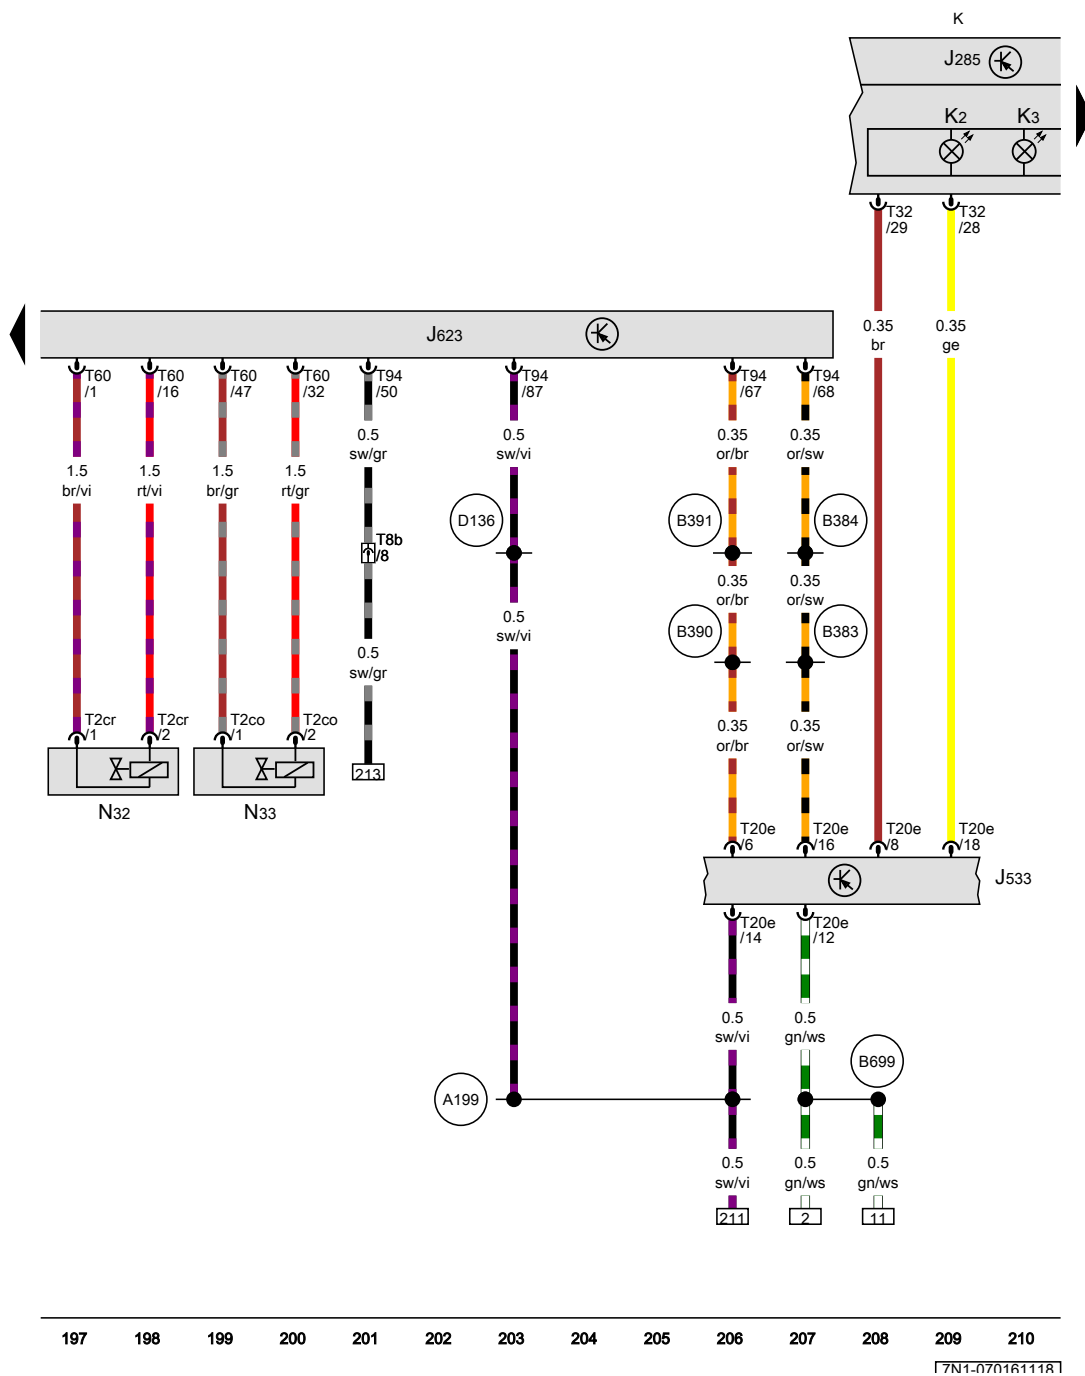 K
J285
K2 K3
T32 /29
T32 /28
0.35 br
0.35 ge
J623
T60 /1
T60 /16
T60 /47
T60 /32
T94 /50
T94 /87
T94 /67
T94 /68
1.5 br/vi
1.5 rt/vi
1.5 br/gr
1.5 rt/gr
0.5 sw/gr
0.5 sw/vi
0.35 or/br
0.35 or/sw
D136
B391
B384
T8b /8
0.35 or/br
0.35 or/sw
0.5 sw/vi
B390
B383
0.5 sw/gr
T2cr /1
T2cr /2
T2co /1
T2co /2
0.35 or/br
0.35 or/sw
213
N32
N33
T20e /6
T20e /16
T20e /8
T20e /18
J533
T20e /14
T20e /12
0.5 sw/vi
0.5 gn/ws
B699
A199
0.5 sw/vi
0.5 gn/ws
0.5 gn/ws
211
2
11
197 198 199 200 201 202 203 204 205 206 207 208 209 210
7N1-070161118